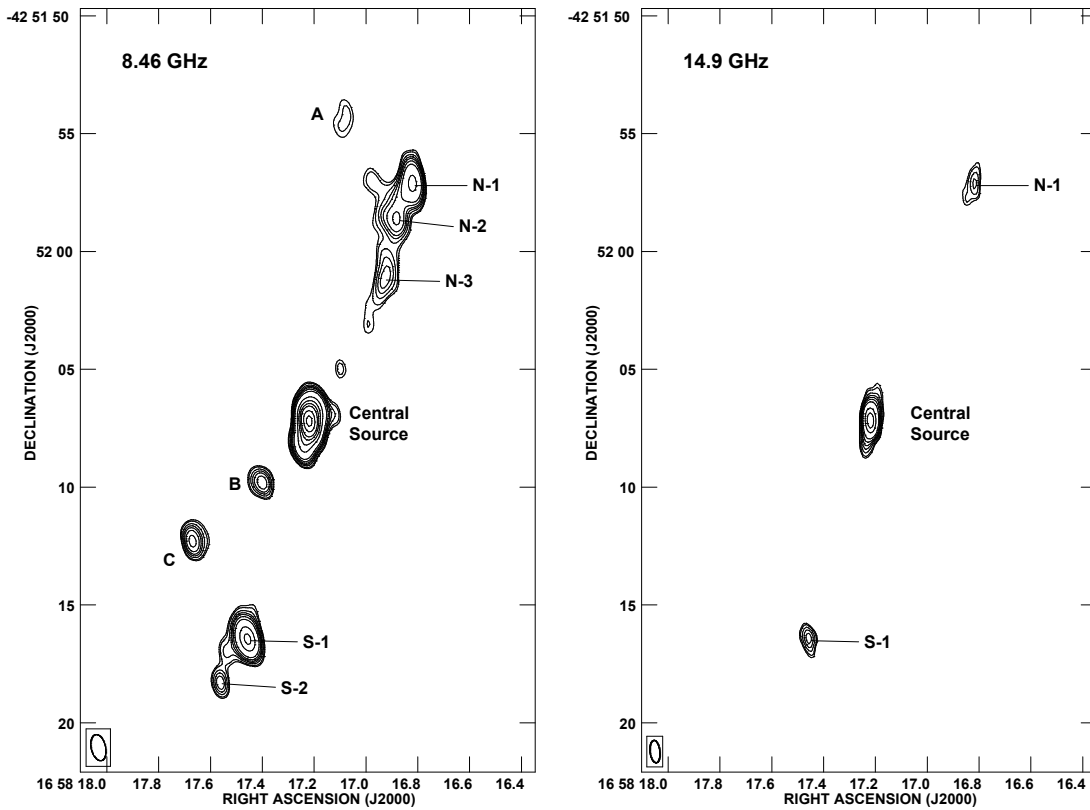 -42 51 50
8.46 GHz
A
55
N-1
N-2
52 00
N-3
05
Central
Source
B
10
C
15
S-1
S-2
20
DECLINATION (J2000)
16 58 18.0 17.8 17.6 17.4 17.2 17.0 16.8 16.6 16.4
RIGHT ASCENSION (J2000)
-42 51 50
14.9 GHz
55
N-1
52 00
05
Central
Source
10
15
S-1
20
DECLINATION (J2000)
16 58 18.0 17.8 17.6 17.4 17.2 17.0 16.8 16.6 16.4
RIGHT ASCENSION (J2000)